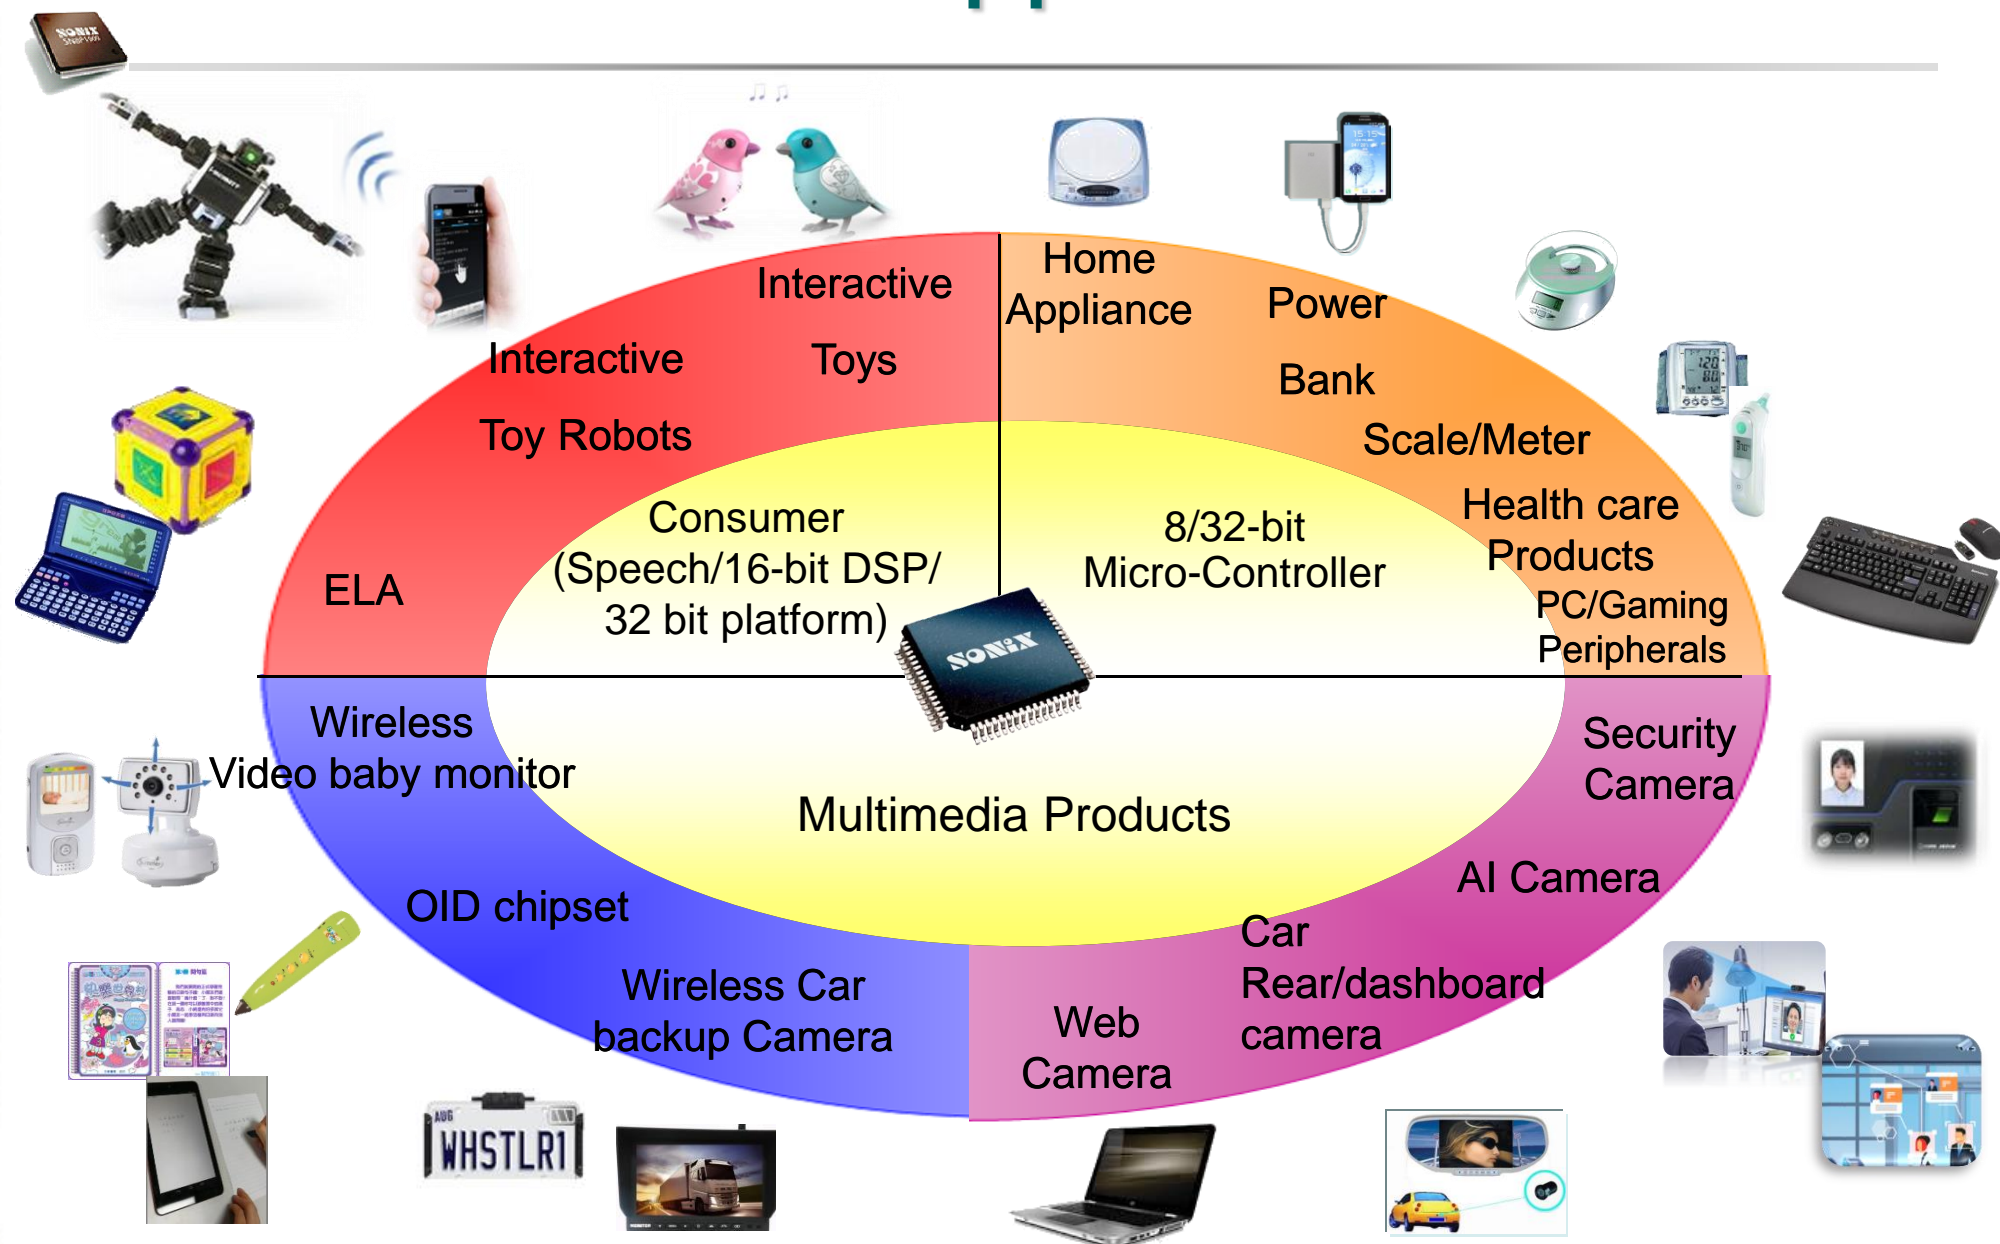 SONiX
Interactive
Toys
Interactive
Toy Robots
ELA
Home
Appliance
Power
Bank
Scale/Meter
Health care
Products
PC/Gaming
Peripherals
Consumer
(Speech/16-bit DSP/
32 bit platform)
8/32-bit
Micro-Controller
SONiX
Wireless
Video baby monitor
OID chipset
Wireless Car
backup Camera
Multimedia Products
Security
Camera
AI Camera
Car
Rear/dashboard
camera
Web
Camera
AUG
WHSTLR1